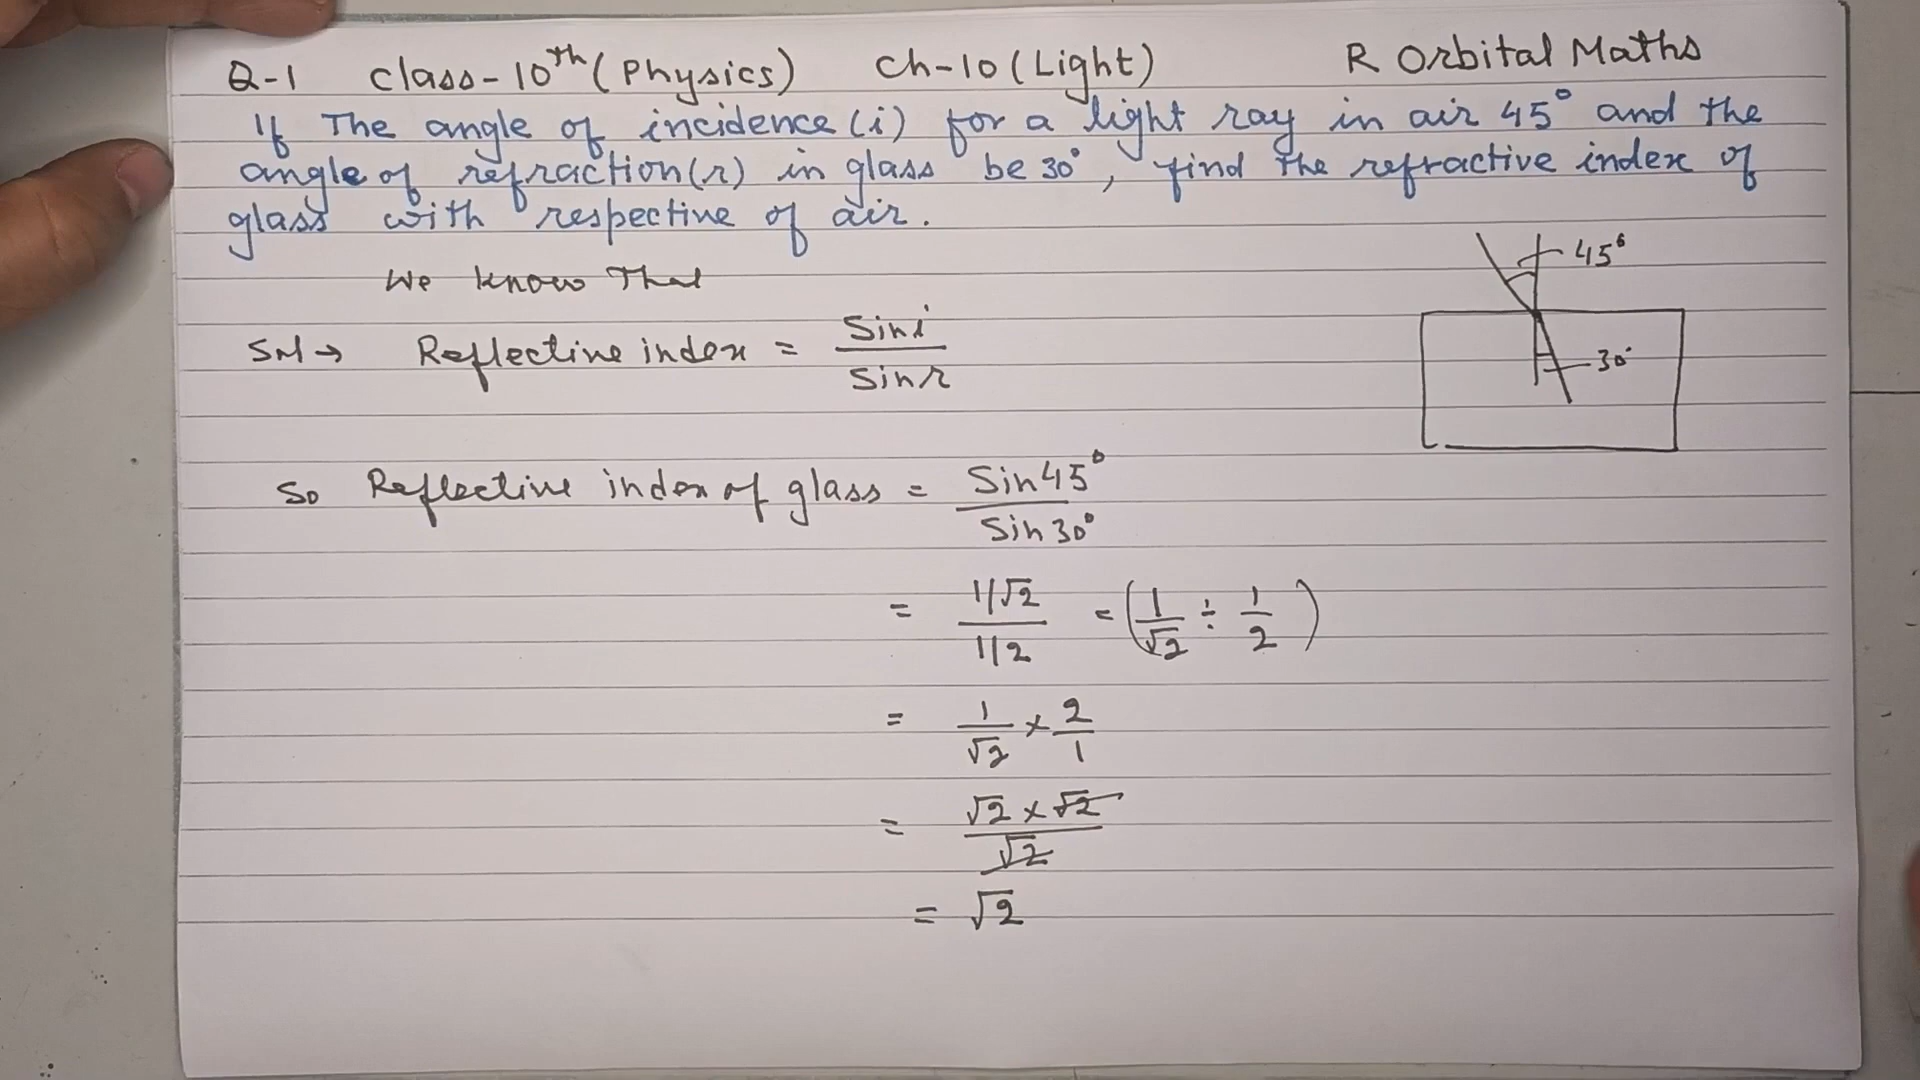 Q-1 Class-10th (Physics) Ch-10 (Light) R Orbital Maths
If The angle of incidence (i) for a light ray in air 45° and the
angle of refraction (r) in glass be 30°, find the refractive index of
glass with respective of air.
We know That
45°
Sol → Reflective index = Sin i / Sin r
30°
So Reflective index of glass = Sin 45° / Sin 30°
= 1/√2 / 1/2 = (1/√2 ÷ 1/2)
= 1/√2 × 2/1
= √2 × √2 / √2
= √2